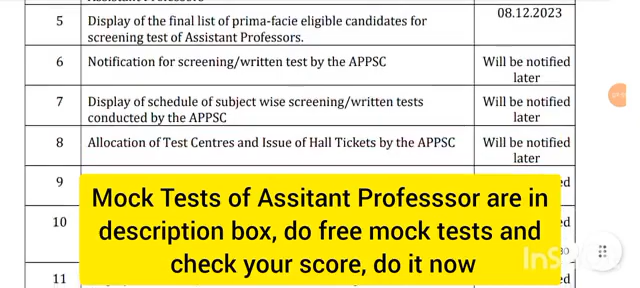 5 Display of the final list of prima-facie eligible candidates for 08.12.2023
screening test of Assistant Professors.
6 Notification for screening/written test by the APPSC Will be notified
later
7 Display of schedule of subject wise screening/written tests Will be notified
conducted by the APPSC later
8 Allocation of Test Centres and Issue of Hall Tickets by the APPSC Will be notified
later
9
Mock Tests of Assitant Professsor are in
10 description box, do free mock tests and
check your score, do it now
11